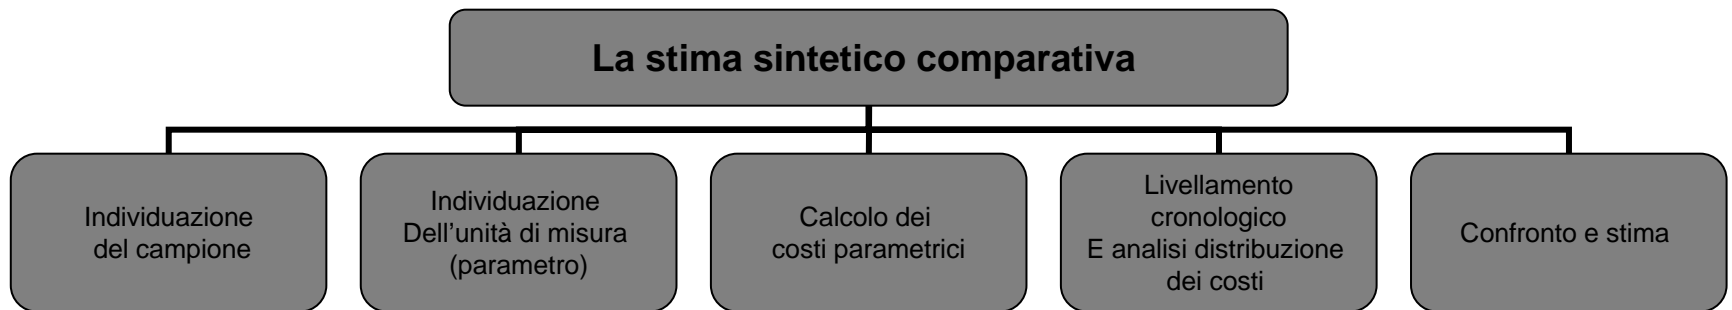 La stima sintetico comparativa
Individuazione
del campione
Individuazione
Dell'unità di misura
(parametro)
Calcolo dei
costi parametrici
Livellamento
cronologico
E analisi distribuzione
dei costi
Confronto e stima